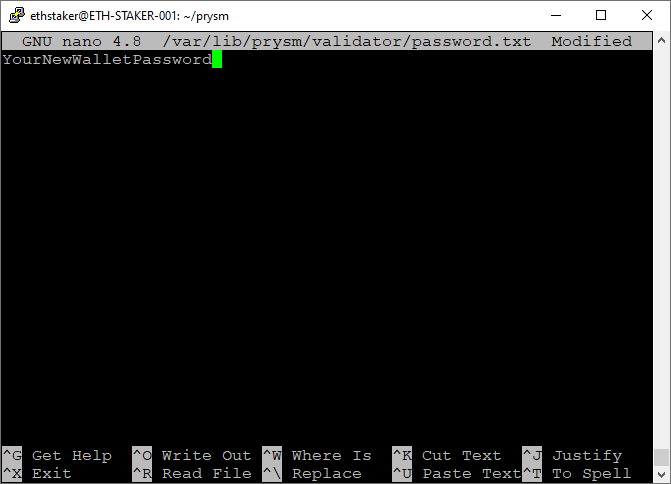 ethstaker@ETH-STAKER-001: ~/prysm
GNU nano 4.8 /var/lib/prysm/validator/password.txt Modified
YourNewWalletPassword
^G Get Help ^O Write Out ^W Where Is ^K Cut Text ^J Justify
^X Exit ^R Read File ^\ Replace ^U Paste Text^T To Spell